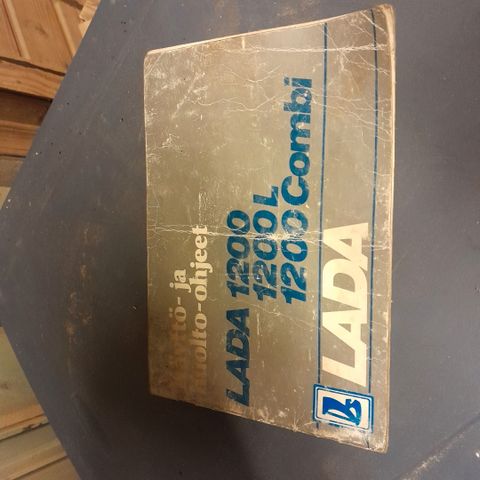 Käyttö- ja
huolto-ohjeet
LADA 1200
1200 L
1200 Combi
LADA